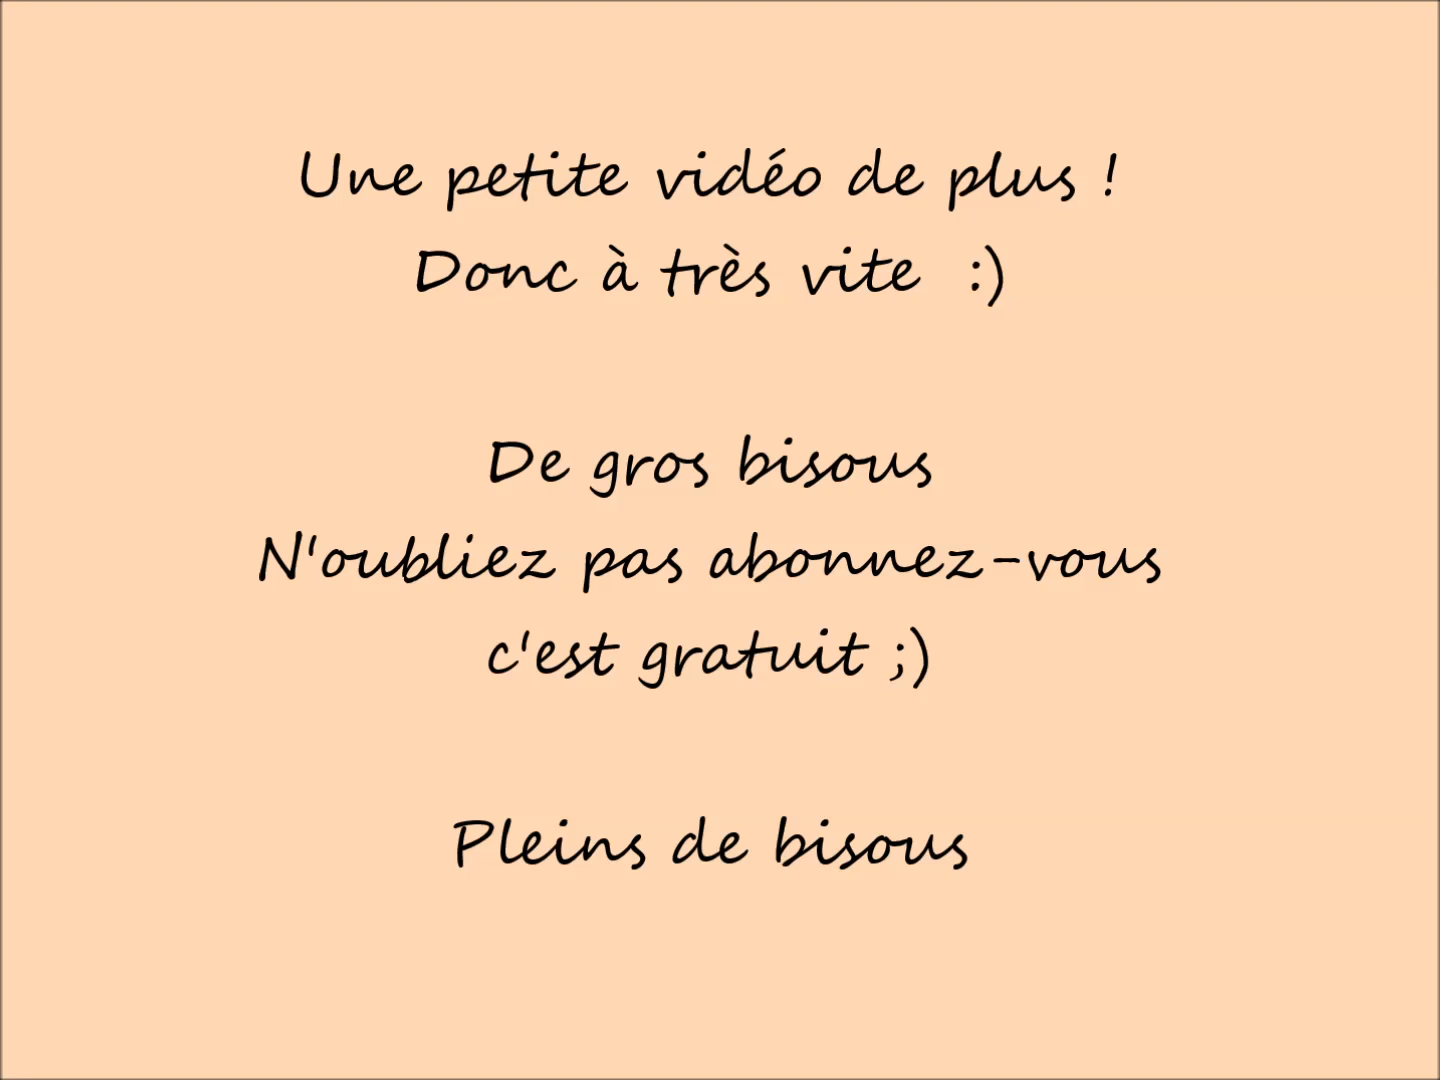 Une petite vidéo de plus !
Donc à très vite  :)
De gros bisous
N'oubliez pas abonnez-vous
c'est gratuit ;)
Pleins de bisous